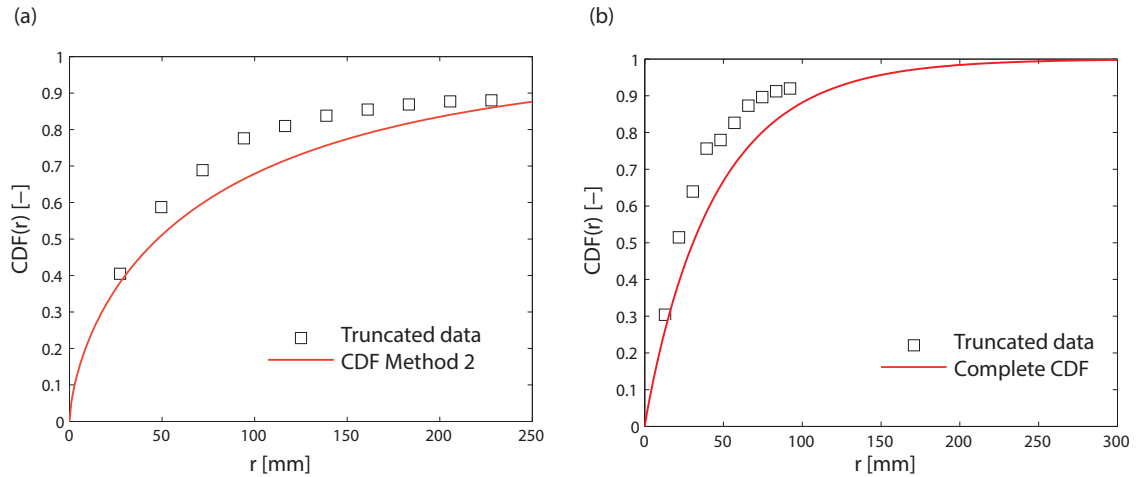 (a)
CDF(r) [−]
1
0.9
0.8
0.7
0.6
0.5
0.4
0.3
0.2
0.1
0
0 50 100 150 200 250
r [mm]
Truncated data
CDF Method 2
(b)
CDF(r) [−]
1
0.9
0.8
0.7
0.6
0.5
0.4
0.3
0.2
0.1
0
0 50 100 150 200 250 300
r [mm]
Truncated data
Complete CDF